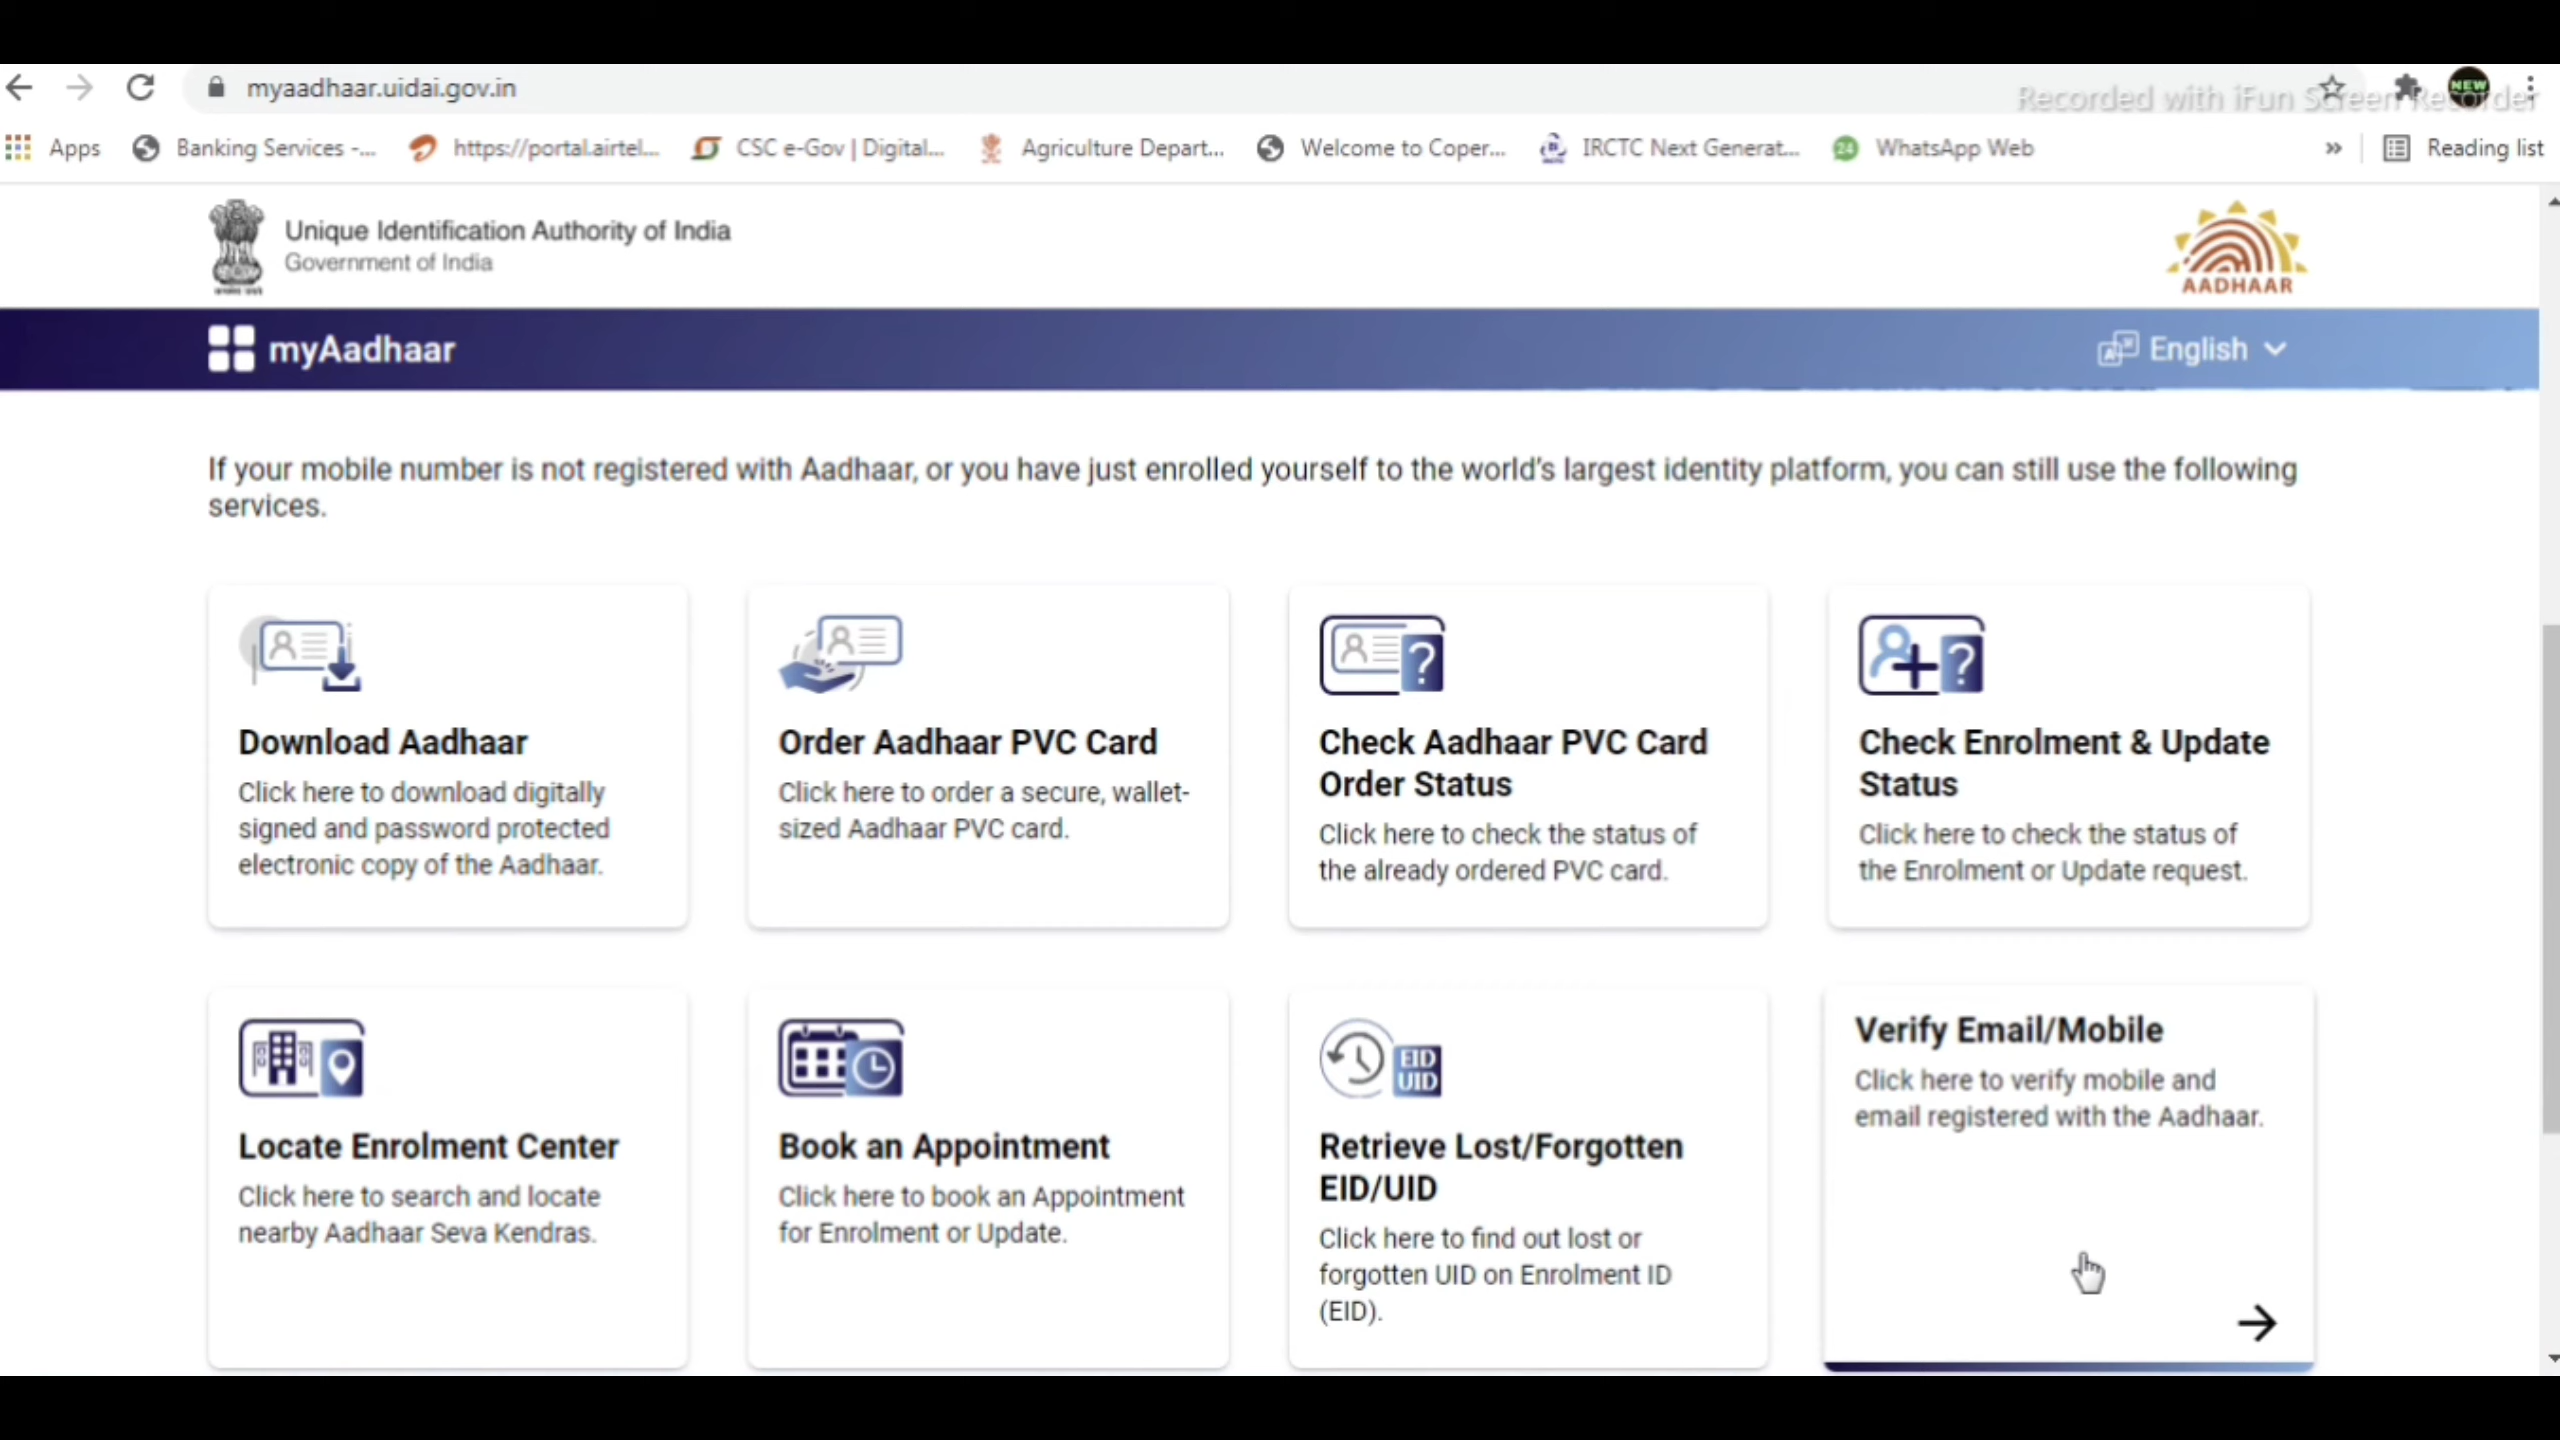 myaadhaar.uidai.gov.in
NEW
Recorded with iFun Screen Recorder
Apps
Banking Services -...
https://portal.airtel...
CSC e-Gov | Digital...
Agriculture Depart...
Welcome to Coper...
IRCTC Next Generat...
24
WhatsApp Web
»
Reading list
Unique Identification Authority of India
Government of India
AADHAAR
myAadhaar
English
If your mobile number is not registered with Aadhaar, or you have just enrolled yourself to the world's largest identity platform, you can still use the following
services.
Download Aadhaar
Click here to download digitally
signed and password protected
electronic copy of the Aadhaar.
Order Aadhaar PVC Card
Click here to order a secure, wallet-
sized Aadhaar PVC card.
?
Check Aadhaar PVC Card
Order Status
Click here to check the status of
the already ordered PVC card.
?
Check Enrolment & Update
Status
Click here to check the status of
the Enrolment or Update request.
Locate Enrolment Center
Click here to search and locate
nearby Aadhaar Seva Kendras.
Book an Appointment
Click here to book an Appointment
for Enrolment or Update.
EID
UID
Retrieve Lost/Forgotten
EID/UID
Click here to find out lost or
forgotten UID on Enrolment ID
(EID).
Verify Email/Mobile
Click here to verify mobile and
email registered with the Aadhaar.